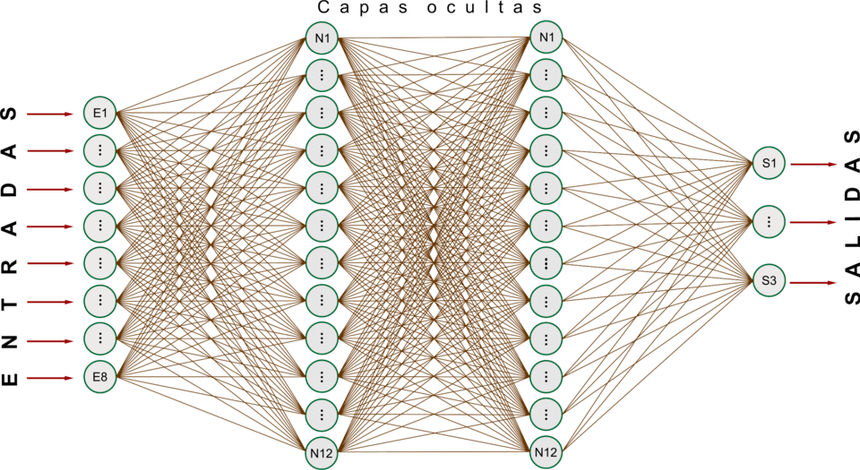 Capas ocultas
ENTRADAS
E1
⋮
⋮
⋮
⋮
⋮
⋮
E8
N1
⋮
⋮
⋮
⋮
⋮
⋮
⋮
⋮
⋮
⋮
N12
N1
⋮
⋮
⋮
⋮
⋮
⋮
⋮
⋮
⋮
⋮
N12
S1
⋮
S3
SALIDAS